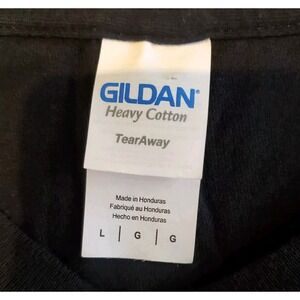 GILDAN®
Heavy Cotton
TearAway
Made in Honduras
Fabriqué au Honduras
Hecho en Honduras
L | G | G